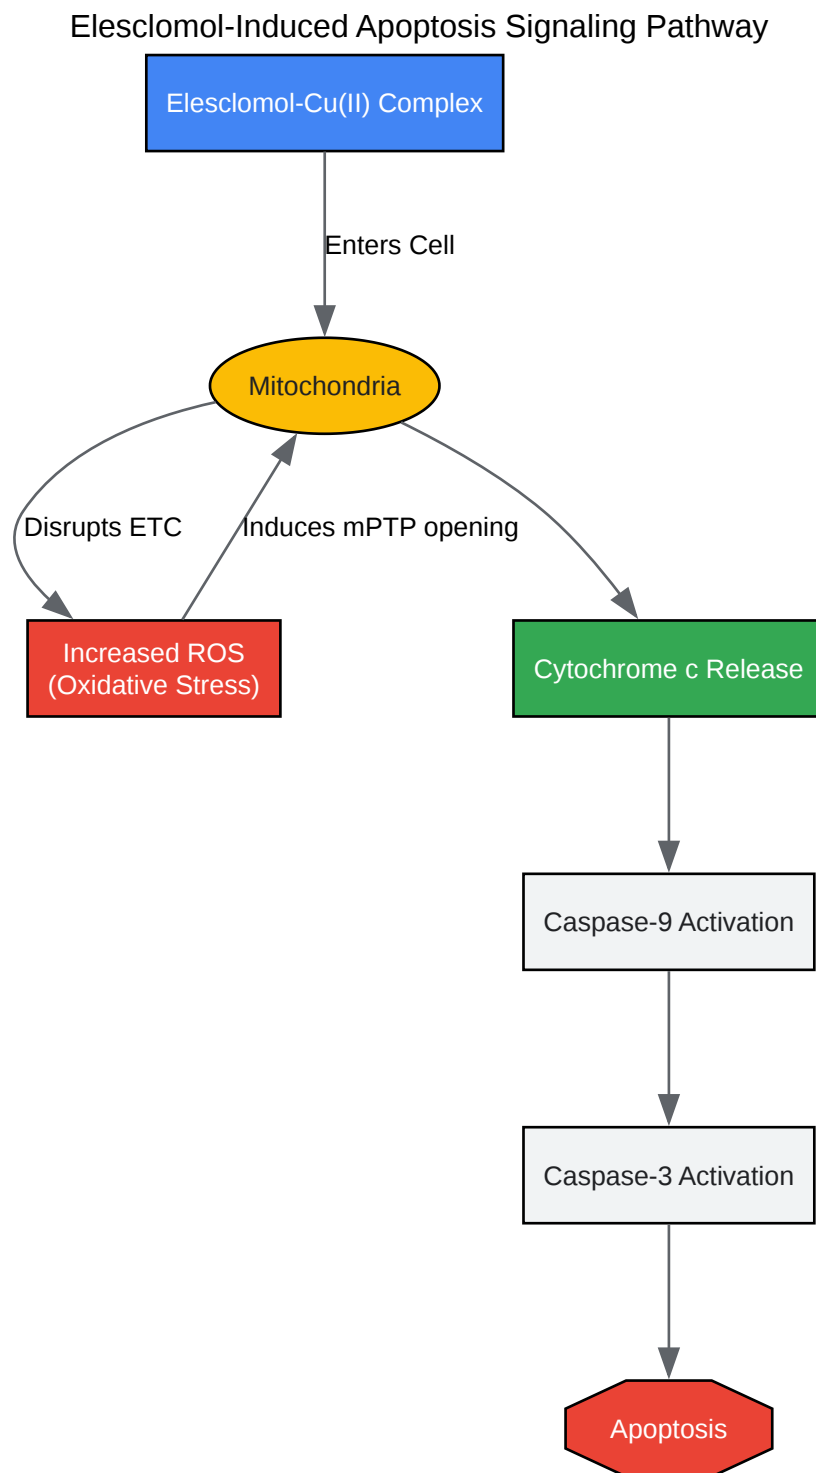 Elesclomol-Induced Apoptosis Signaling Pathway
Elesclomol-Cu(II) Complex
Enters Cell
Mitochondria
Disrupts ETC
Induces mPTP opening
Increased ROS
(Oxidative Stress)
Cytochrome c Release
Caspase-9 Activation
Caspase-3 Activation
Apoptosis